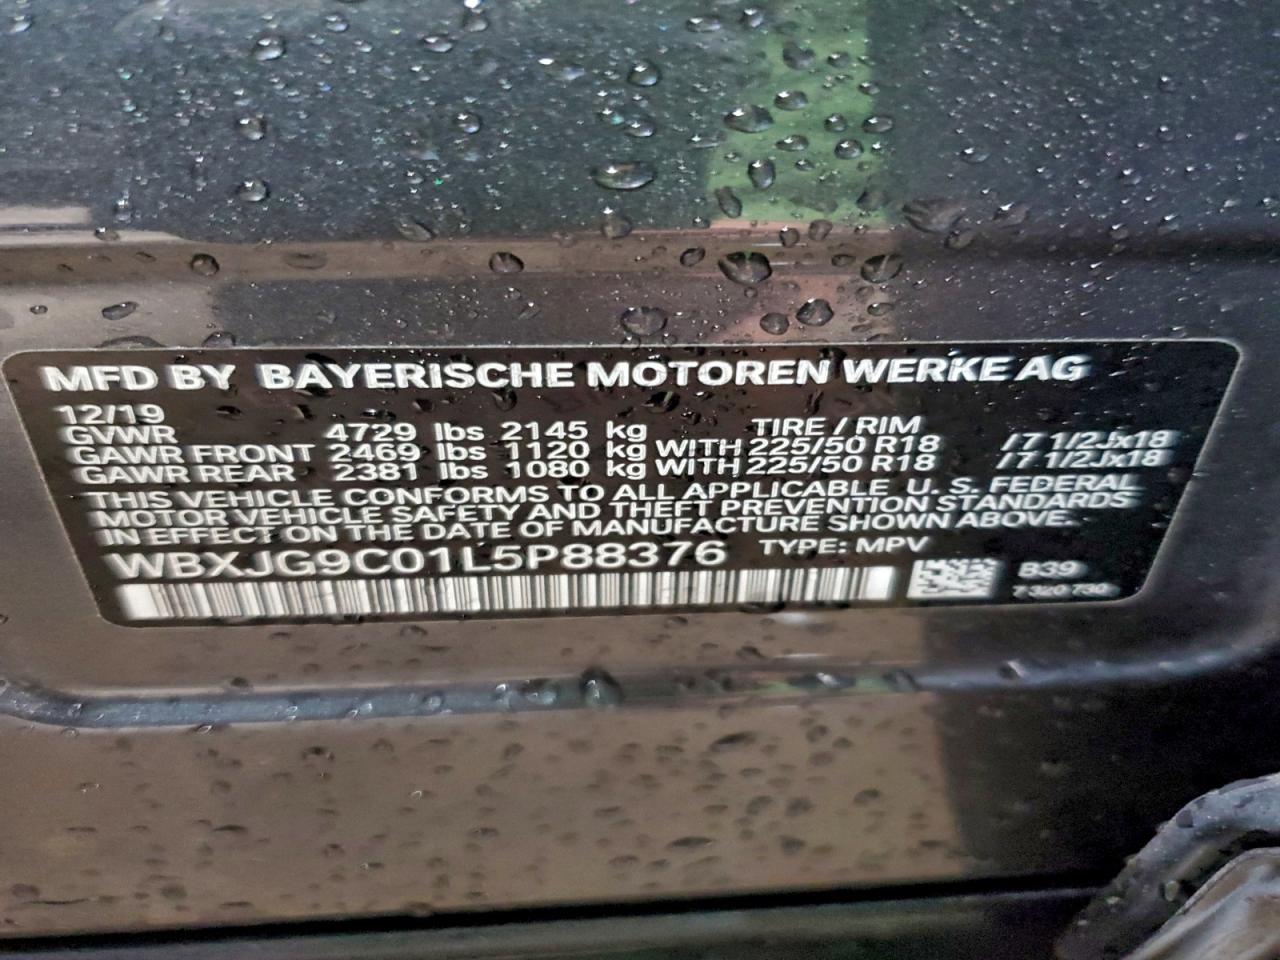 MFD BY BAYERISCHE MOTOREN WERKE AG
12/19 TIRE / RIM
GVWR 4729 lbs 2145 kg
GAWR FRONT 2469 lbs 1120 kg WITH 225/50 R18 / 7 1/2Jx18
GAWR REAR 2381 lbs 1080 kg WITH 225/50 R18 / 7 1/2Jx18
THIS VEHICLE CONFORMS TO ALL APPLICABLE U. S. FEDERAL
MOTOR VEHICLE SAFETY AND THEFT PREVENTION STANDARDS
IN EFFECT ON THE DATE OF MANUFACTURE SHOWN ABOVE.
WBXJG9C01L5P88376 TYPE: MPV
B39
7 320 730